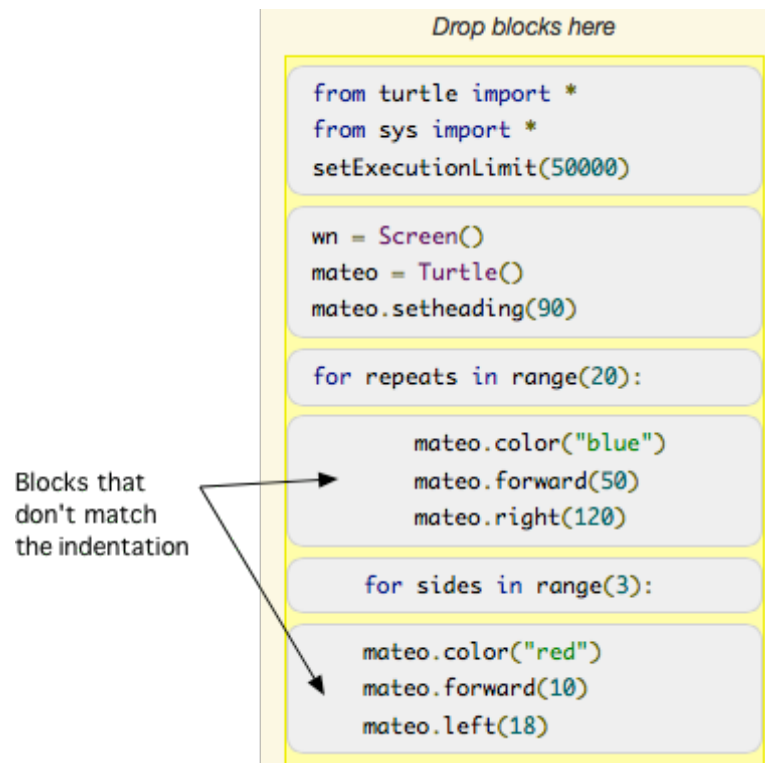 Drop blocks here
from turtle import *
from sys import *
setExecutionLimit(50000)
wn = Screen()
mateo = Turtle()
mateo.setheading(90)
for repeats in range(20):
mateo.color("blue")
mateo.forward(50)
mateo.right(120)
for sides in range(3):
mateo.color("red")
mateo.forward(10)
mateo.left(18)
Blocks that
don't match
the indentation